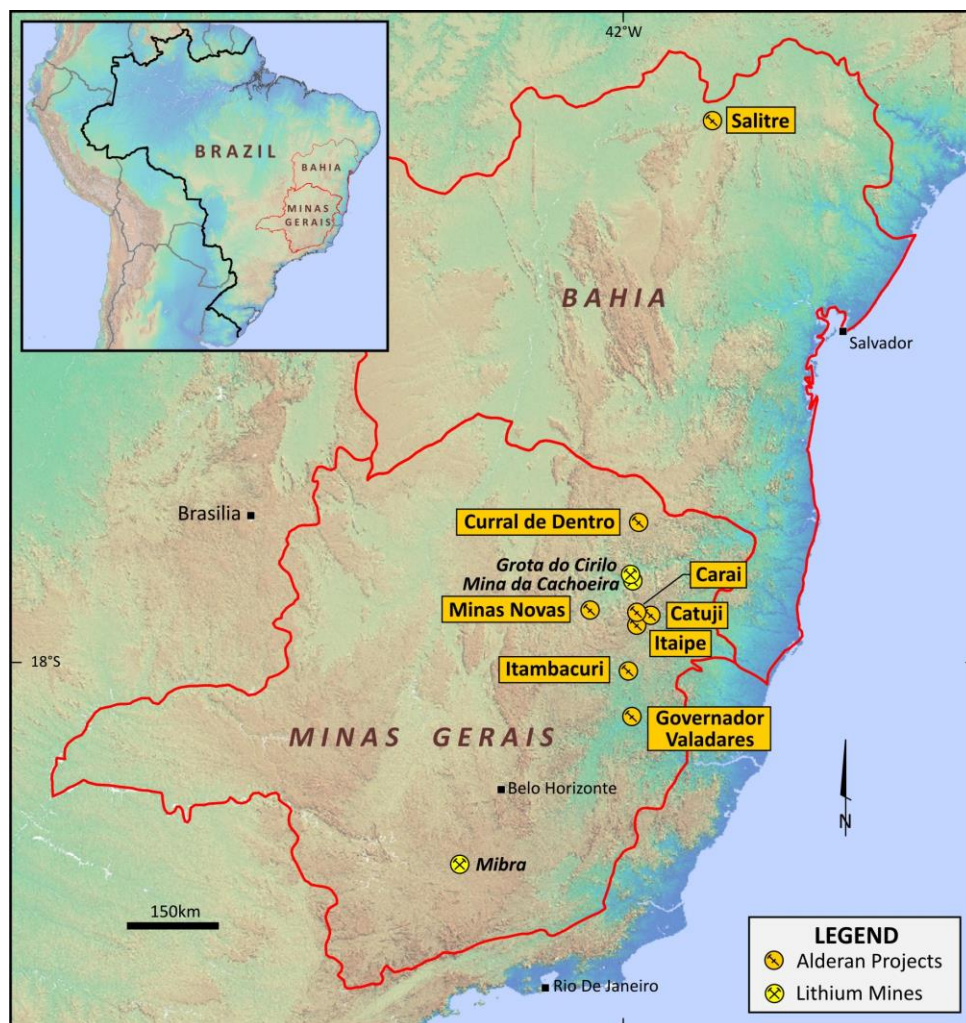 42°W
BRAZIL
BAHIA
MINAS
GERAIS
Salitre
BAHIA
Salvador
Brasilia
Curral de Dentro
Grota do Cirilo
Mina da Cachoeira
Carai
Minas Novas
Catuji
Itaipe
18°S
Itambacuri
Governador
Valadares
MINAS GERAIS
Belo Horizonte
N
Mibra
150km
Rio De Janeiro
LEGEND
Alderan Projects
Lithium Mines